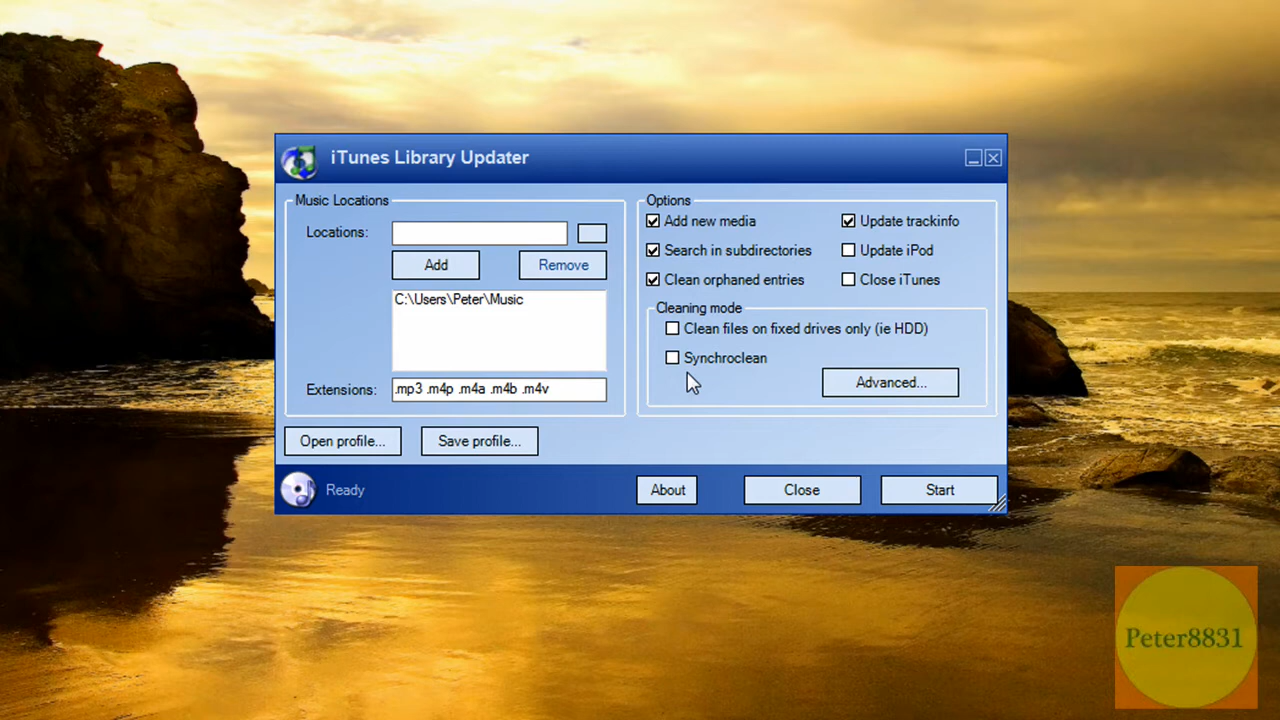 iTunes Library Updater
Music Locations
Locations:
Add
Remove
C:\Users\Peter\Music
Extensions:
.mp3 .m4p .m4a .m4b .m4v
Options
Add new media
Update trackinfo
Search in subdirectories
Update iPod
Clean orphaned entries
Close iTunes
Cleaning mode
Clean files on fixed drives only (ie HDD)
Synchroclean
Advanced...
Open profile...
Save profile...
Ready
About
Close
Start
Peter8831